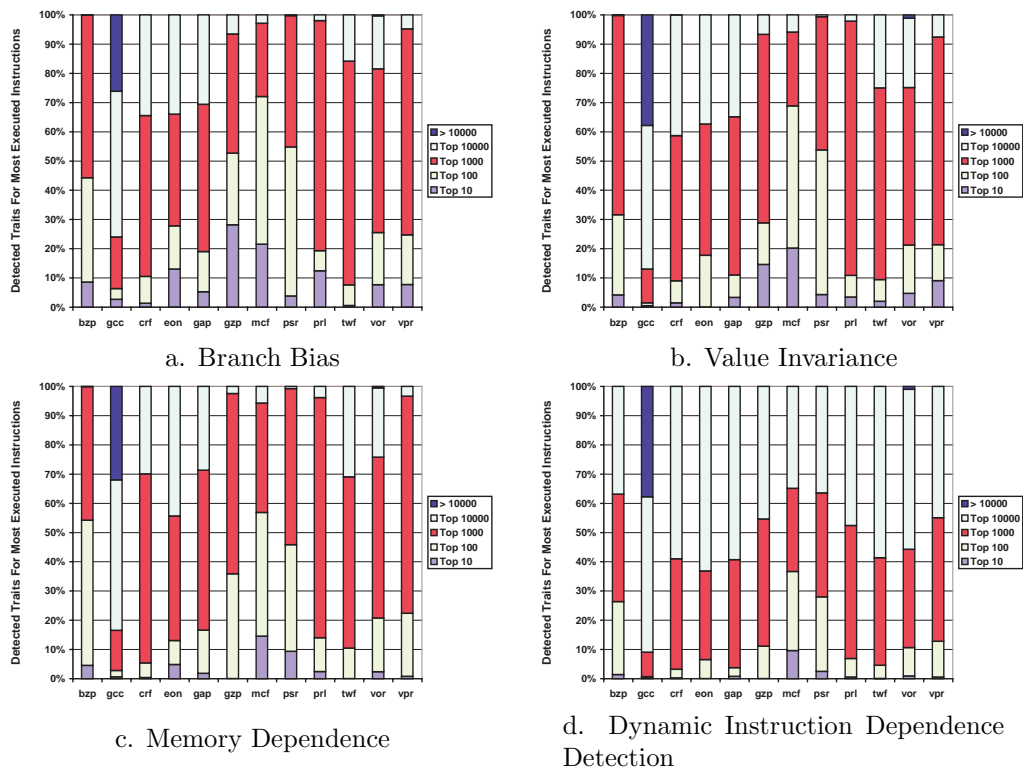 Detected Traits For Most Executed Instructions
100%
90%
80%
70%
60%
50%
40%
30%
20%
10%
0%
bzp gcc crf eon gap gzp mcf psr prl twf vor vpr
> 10000
Top 10000
Top 1000
Top 100
Top 10
a. Branch Bias
Detected Traits For Most Executed Instructions
100%
90%
80%
70%
60%
50%
40%
30%
20%
10%
0%
bzp gcc crf eon gap gzp mcf psr prl twf vor vpr
> 10000
Top 10000
Top 1000
Top 100
Top 10
b. Value Invariance
Detected Traits For Most Executed Instructions
100%
90%
80%
70%
60%
50%
40%
30%
20%
10%
0%
bzp gcc crf eon gap gzp mcf psr prl twf vor vpr
> 10000
Top 10000
Top 1000
Top 100
Top 10
c. Memory Dependence
Detected Traits For Most Executed Instructions
100%
90%
80%
70%
60%
50%
40%
30%
20%
10%
0%
bzp gcc crf eon gap gzp mcf psr prl twf vor vpr
> 10000
Top 10000
Top 1000
Top 100
Top 10
d. Dynamic Instruction Dependence
Detection